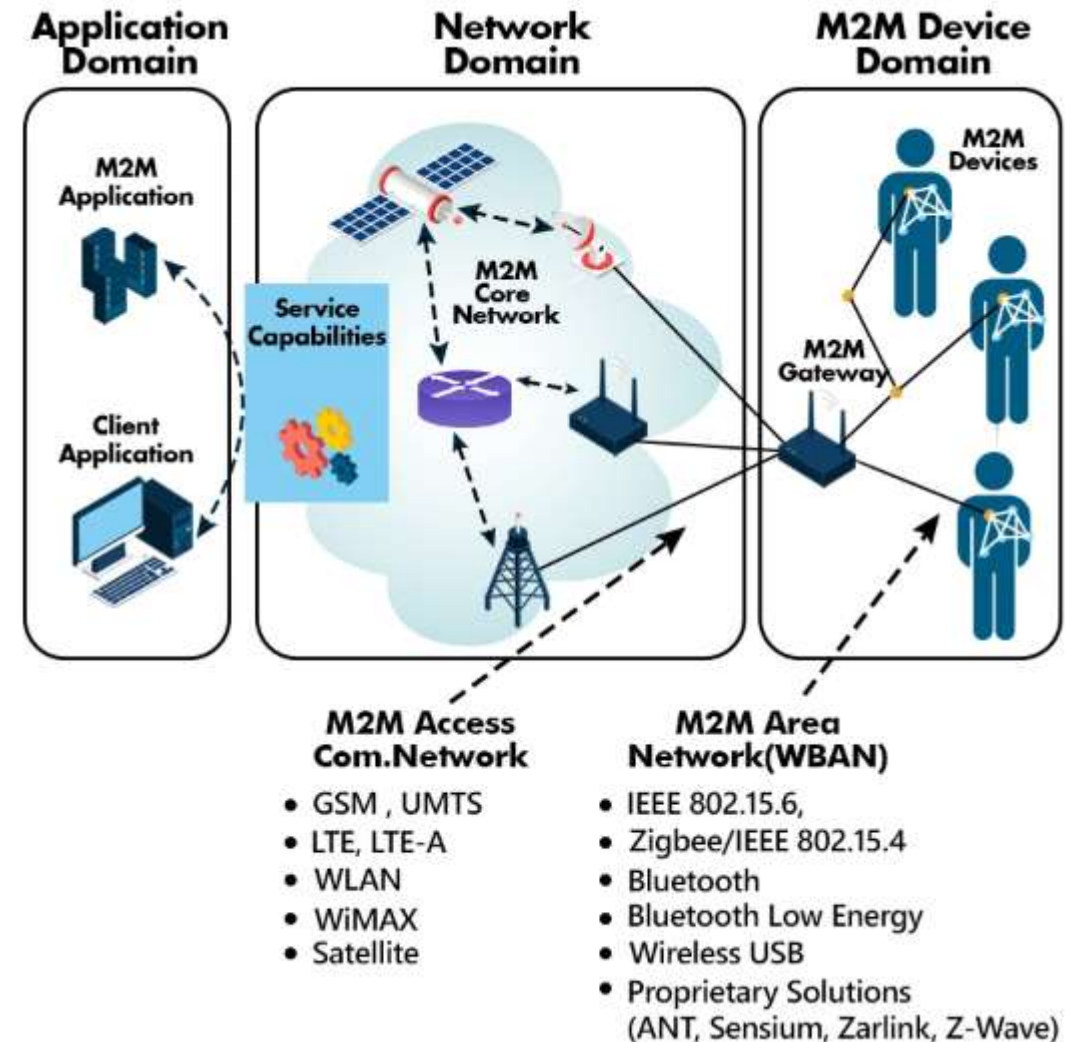 Application
Domain
Network
Domain
M2M Device
Domain
M2M
Application
Client
Application
Service
Capabilities
M2M
Core
Network
M2M
Devices
M2M
Gateway
M2M Access
Com.Network
• GSM , UMTS
• LTE, LTE-A
• WLAN
• WiMAX
• Satellite
M2M Area
Network(WBAN)
• IEEE 802.15.6,
• Zigbee/IEEE 802.15.4
• Bluetooth
• Bluetooth Low Energy
• Wireless USB
• Proprietary Solutions
(ANT, Sensium, Zarlink, Z-Wave)